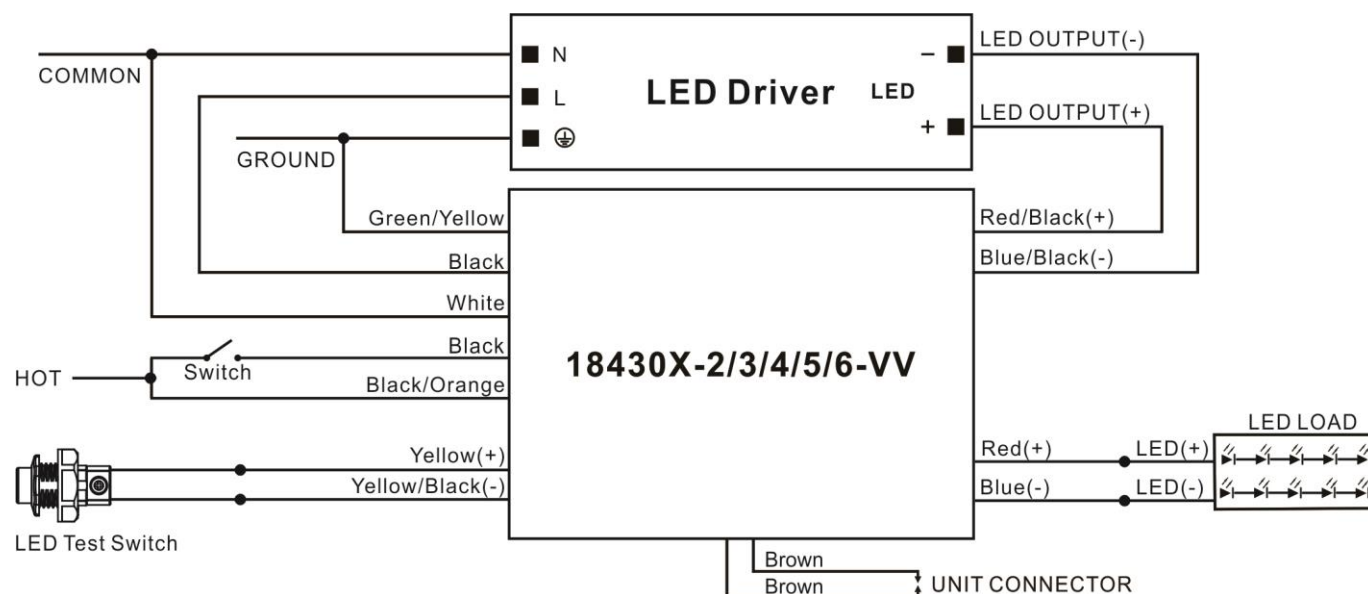 COMMON
N
L
GROUND
LED Driver
LED
−
+
LED OUTPUT(-)
LED OUTPUT(+)
Green/Yellow
Black
White
Black
Switch
HOT
Black/Orange
Yellow(+)
Yellow/Black(-)
LED Test Switch
18430X-2/3/4/5/6-VV
Red/Black(+)
Blue/Black(-)
Red(+)
Blue(-)
LED(+)
LED(-)
LED LOAD
Brown
Brown
UNIT CONNECTOR